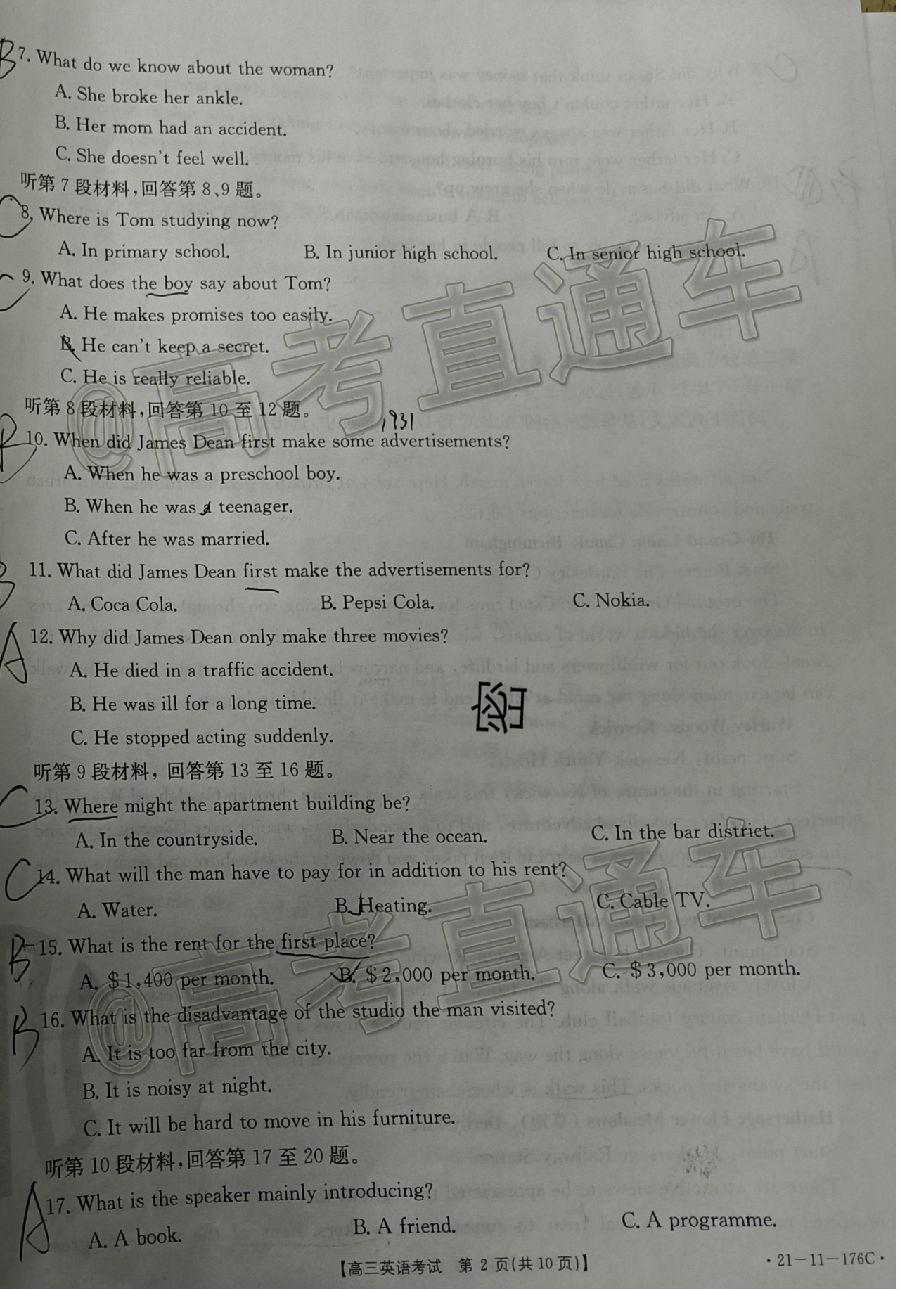 B 7. What do we know about the woman?
A. She broke her ankle.
B. Her mom had an accident.
C. She doesn't feel well.
听第7段材料,回答第8、9题。
C 8. Where is Tom studying now?
A. In primary school. B. In junior high school. C. In senior high school.
9. What does the boy say about Tom?
A. He makes promises too easily.
B. He can't keep a secret.
C. He is really reliable.
听第8段材料,回答第10至12题。
1931
B 10. When did James Dean first make some advertisements?
A. When he was a preschool boy.
B. When he was a teenager.
C. After he was married.
B 11. What did James Dean first make the advertisements for?
A. Coca Cola. B. Pepsi Cola. C. Nokia.
A 12. Why did James Dean only make three movies?
A. He died in a traffic accident.
B. He was ill for a long time.
C. He stopped acting suddenly.
听第9段材料,回答第13至16题。
C 13. Where might the apartment building be?
A. In the countryside. B. Near the ocean. C. In the bar district.
C 14. What will the man have to pay for in addition to his rent?
A. Water. B. Heating. C. Cable TV.
B 15. What is the rent for the first place?
A. $1,400 per month. B. $2,000 per month. C. $3,000 per month.
B 16. What is the disadvantage of the studio the man visited?
A. It is too far from the city.
B. It is noisy at night.
C. It will be hard to move in his furniture.
听第10段材料,回答第17至20题。
A 17. What is the speaker mainly introducing?
A. A book. B. A friend. C. A programme.
【高三英语考试 第2页(共10页)】 ·21-11-176C·
@高考直通车
@高考直通车